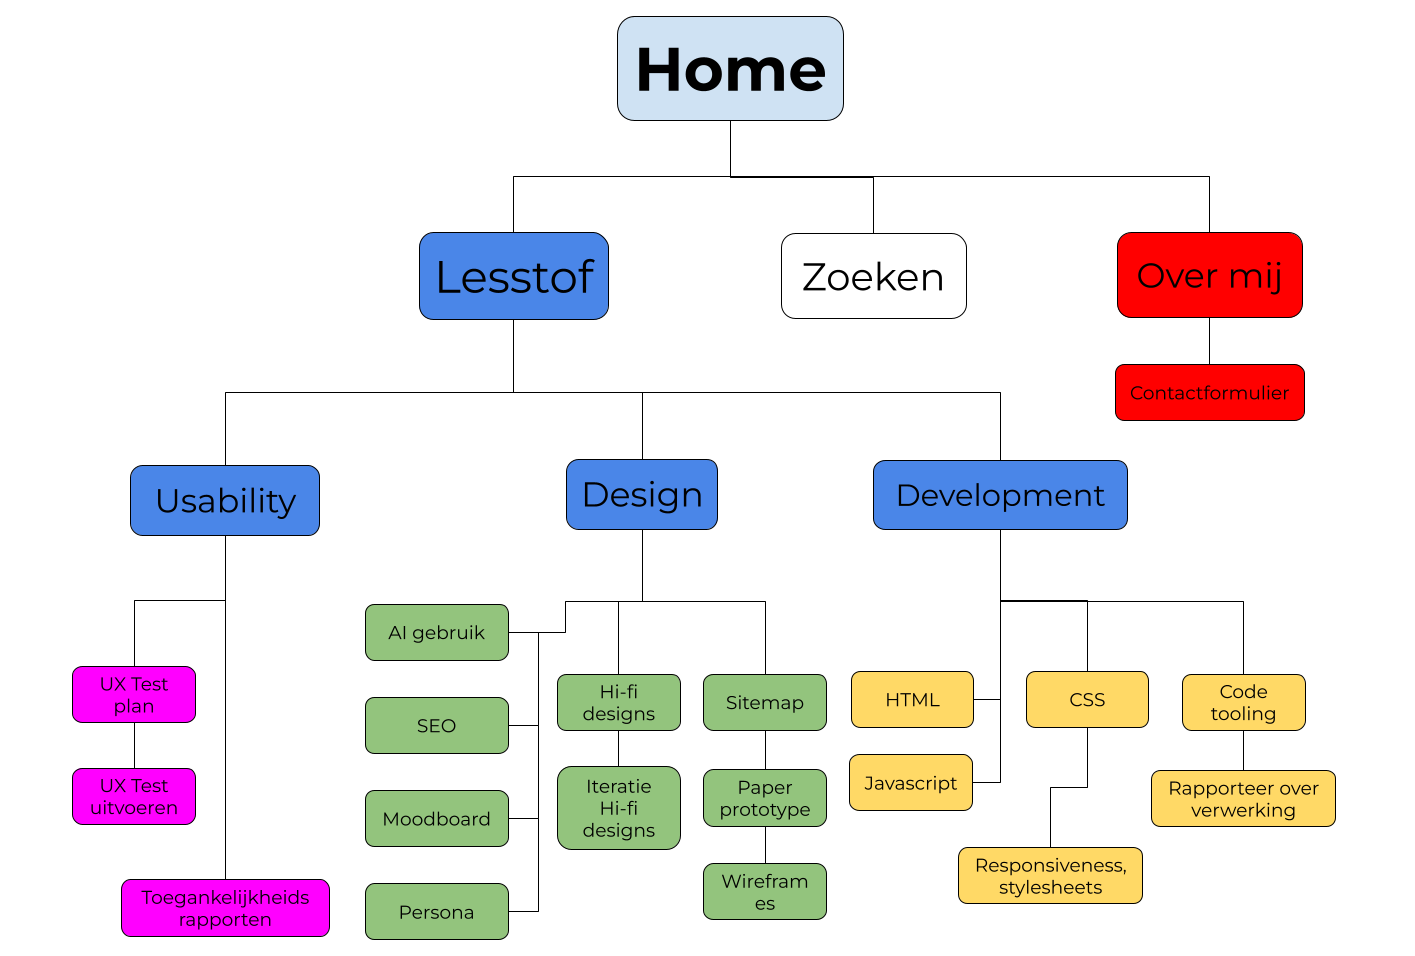 Home
Lesstof
Zoeken
Over mij
Contactformulier
Usability
Design
Development
UX Test
plan
UX Test
uitvoeren
Toegankelijkheids
rapporten
AI gebruik
SEO
Moodboard
Persona
Hi-fi
designs
Iteratie
Hi-fi
designs
Sitemap
Paper
prototype
Wirefram
es
HTML
Javascript
CSS
Responsiveness,
stylesheets
Code
tooling
Rapporteer over
verwerking